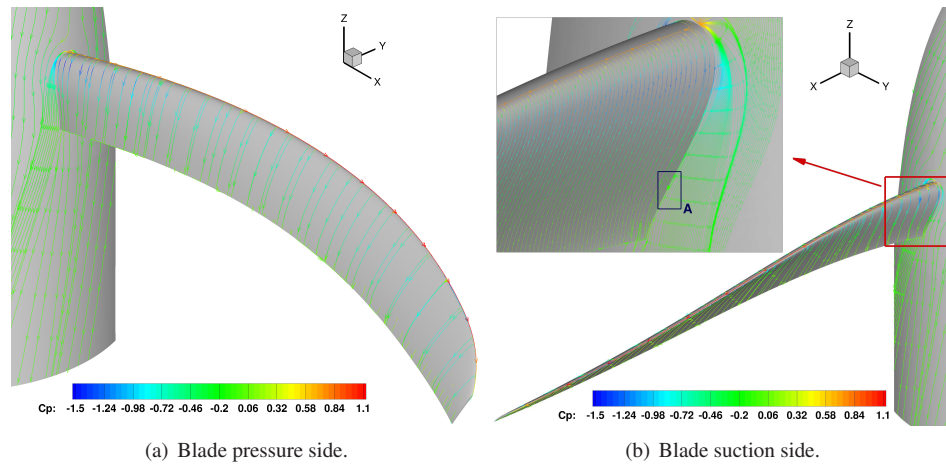 Z
Y
X
Cp: -1.5 -1.24 -0.98 -0.72 -0.46 -0.2 0.06 0.32 0.58 0.84 1.1
(a) Blade pressure side.
A
Z
X
Y
Cp: -1.5 -1.24 -0.98 -0.72 -0.46 -0.2 0.06 0.32 0.58 0.84 1.1
(b) Blade suction side.